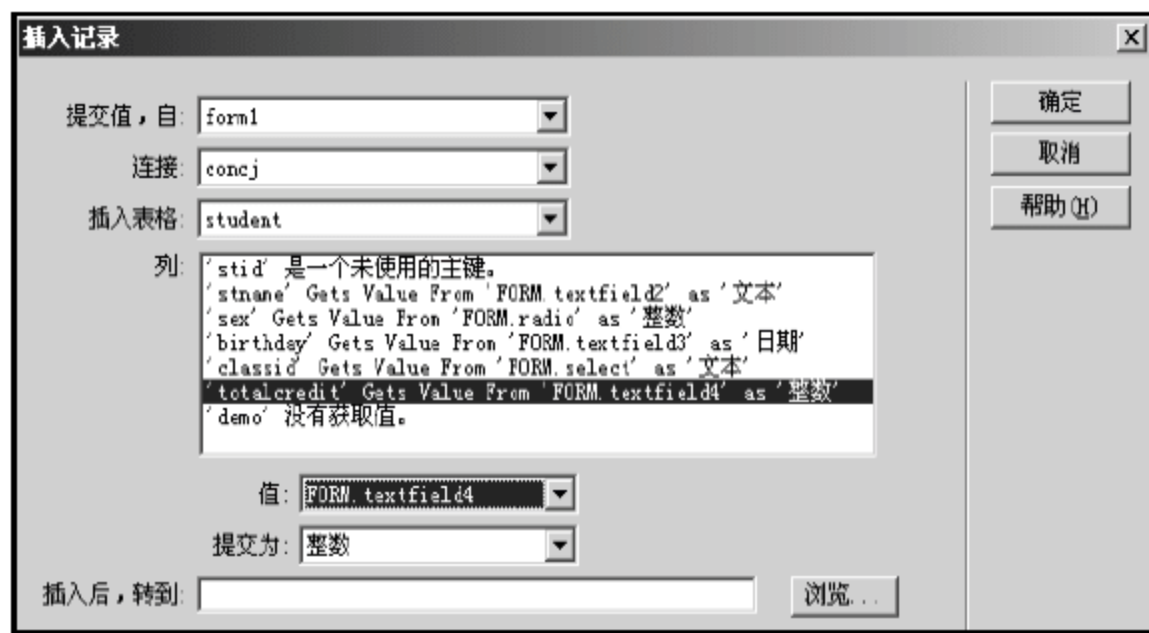 插入记录
提交值，自: form1
连接: concj
插入表格: student
列:
'stid' 是一个未使用的主键。
'stname' Gets Value From 'FORM.textfield2' as '文本'
'sex' Gets Value From 'FORM.radio' as '整数'
'birthday' Gets Value From 'FORM.textfield3' as '日期'
'classid' Gets Value From 'FORM.select' as '文本'
'totalcredit' Gets Value From 'FORM.textfield4' as '整数'
'demo' 没有获取值。
值: FORM.textfield4
提交为: 整数
插入后，转到:
浏览...
确定
取消
帮助(H)